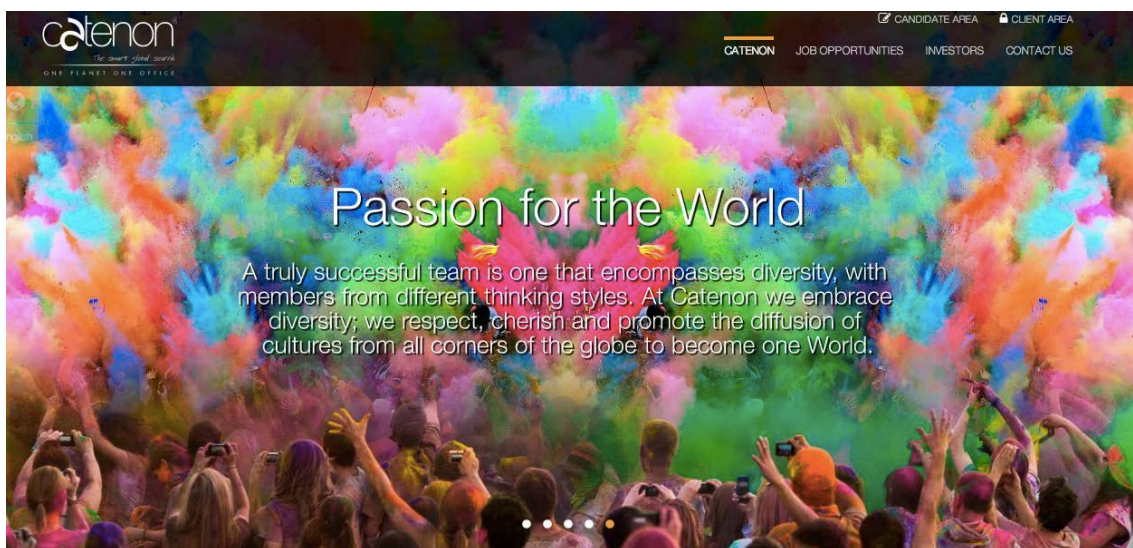 catenon
The smart global search
ONE PLANET ONE OFFICE
CANDIDATE AREA
CLIENT AREA
CATENON
JOB OPPORTUNITIES
INVESTORS
CONTACT US
nglish
Passion for the World
A truly successful team is one that encompasses diversity, with
members from different thinking styles. At Catenon we embrace
diversity; we respect, cherish and promote the diffusion of
cultures from all corners of the globe to become one World.